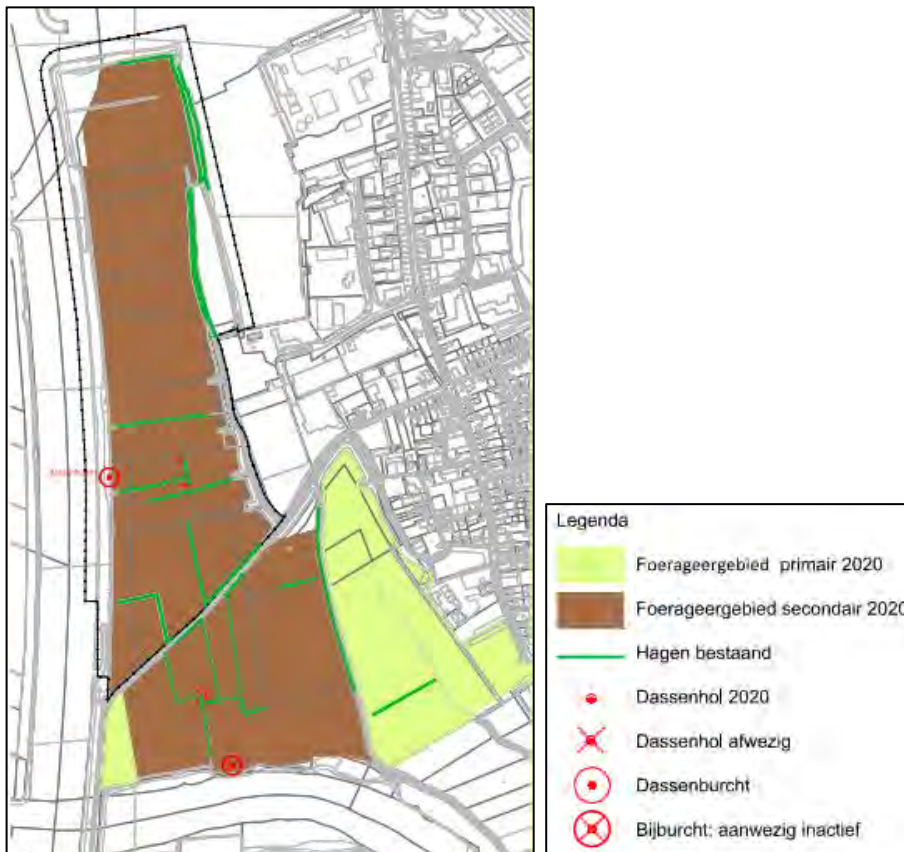 Legenda
Foerageergebied primair 2020
Foerageergebied secondair 2020
Hagen bestaand
Dassenhol 2020
Dassenhol afwezig
Dassenburcht
Bijburcht: aanwezig inactief